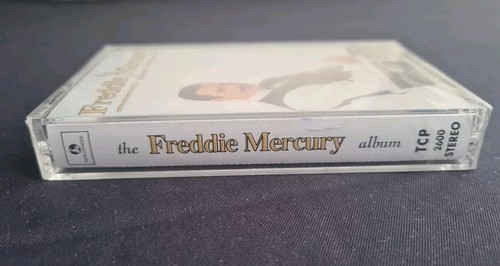 the Freddie Mercury album
TCP
2600
STEREO